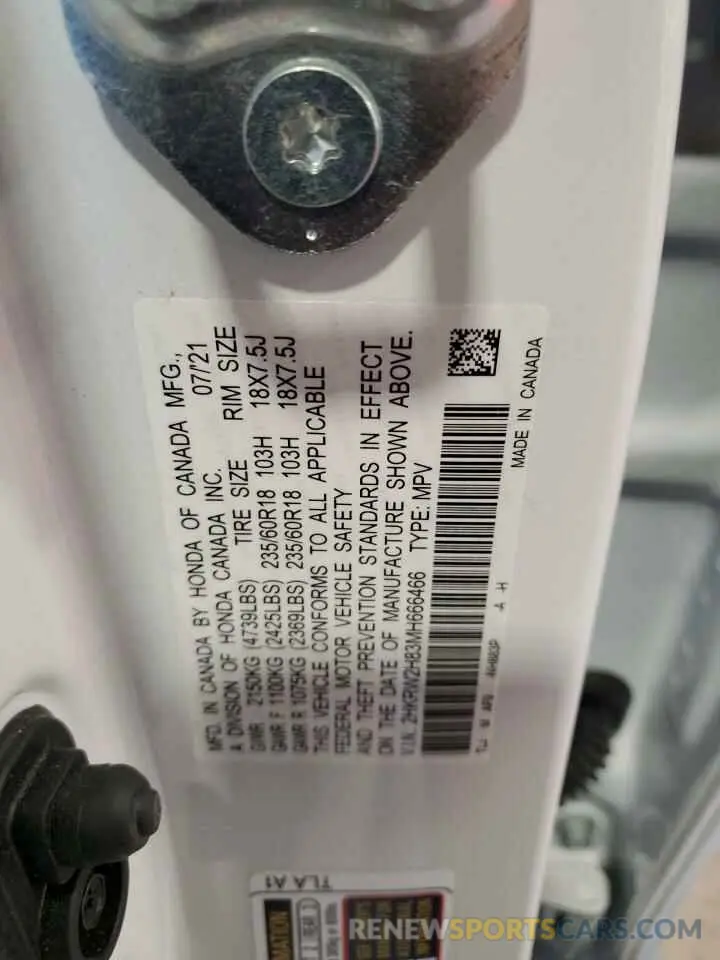 MFD. IN CANADA BY HONDA OF CANADA MFG.,
A DIVISION OF HONDA CANADA INC. 07/'21
GVWR 2150KG (4739LBS) TIRE SIZE RIM SIZE
GAWR F 1100KG (2425LBS) 235/60R18 103H 18X7.5J
GAWR R 1075KG (2369LBS) 235/60R18 103H 18X7.5J
THIS VEHICLE CONFORMS TO ALL APPLICABLE
FEDERAL MOTOR VEHICLE SAFETY
AND THEFT PREVENTION STANDARDS IN EFFECT
ON THE DATE OF MANUFACTURE SHOWN ABOVE.
V.I.N. 2HKRW2H83MH666466 TYPE: MPV
A H
MADE IN CANADA
TLA A1
RENEWSPORTSCARS.COM